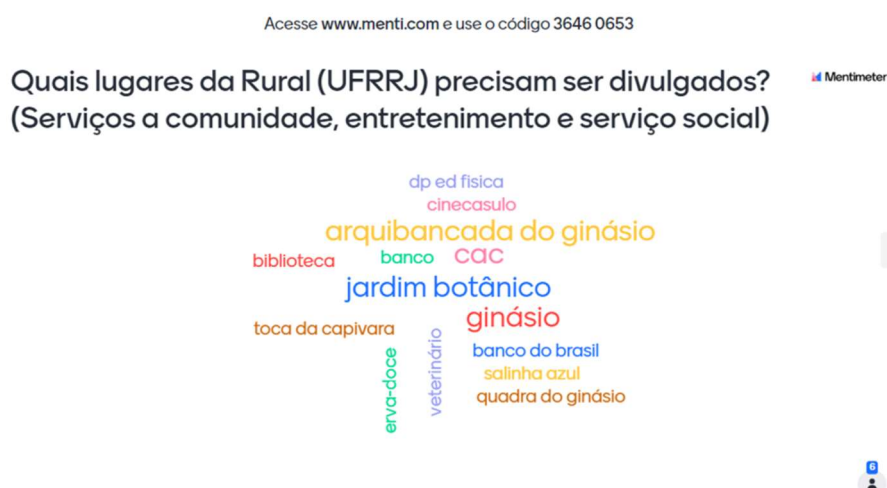 Acesse www.menti.com e use o código 3646 0653
Quais lugares da Rural (UFRRJ) precisam ser divulgados?
(Serviços a comunidade, entretenimento e serviço social)
Mentimeter
dp ed fisica
cinecasulo
arquibancada do ginásio
biblioteca
banco
cac
jardim botânico
ginásio
toca da capivara
erva-doce
veterinário
banco do brasil
salinha azul
quadra do ginásio
6